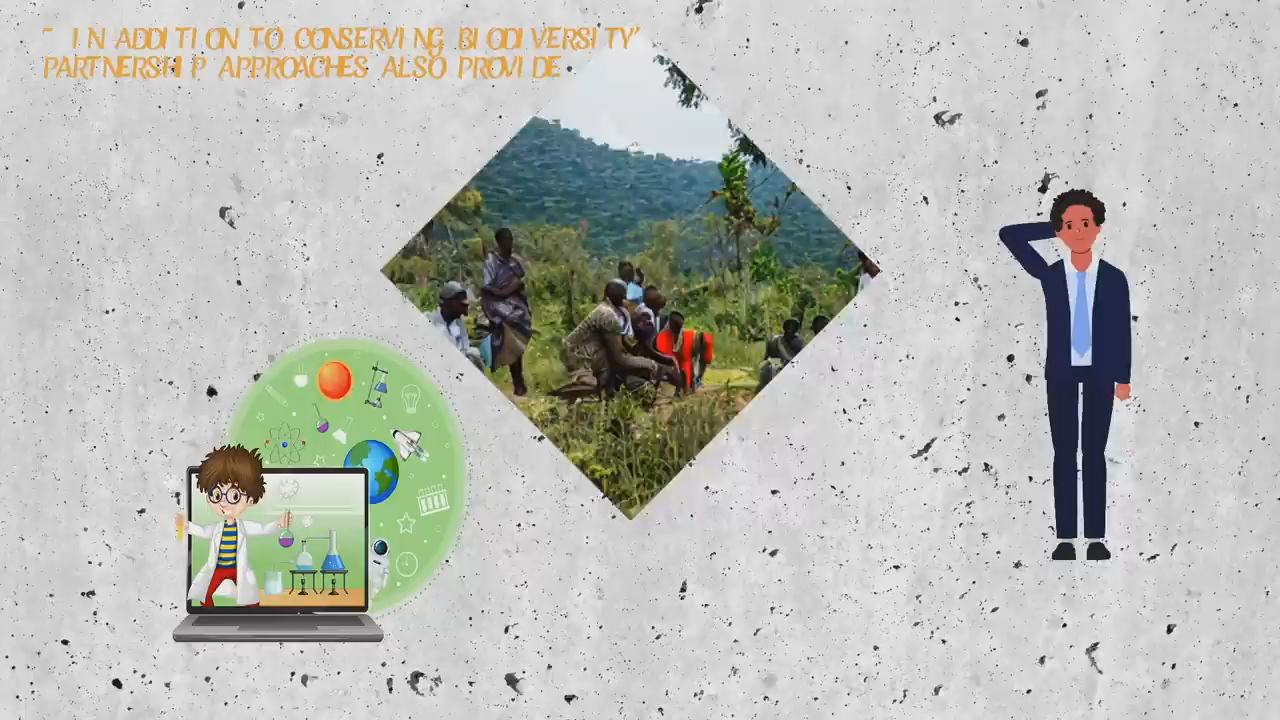 " IN ADDITION TO CONSERVING BIODIVERSITY'
PARTNERSHIP APPROACHES ALSO PROVIDE